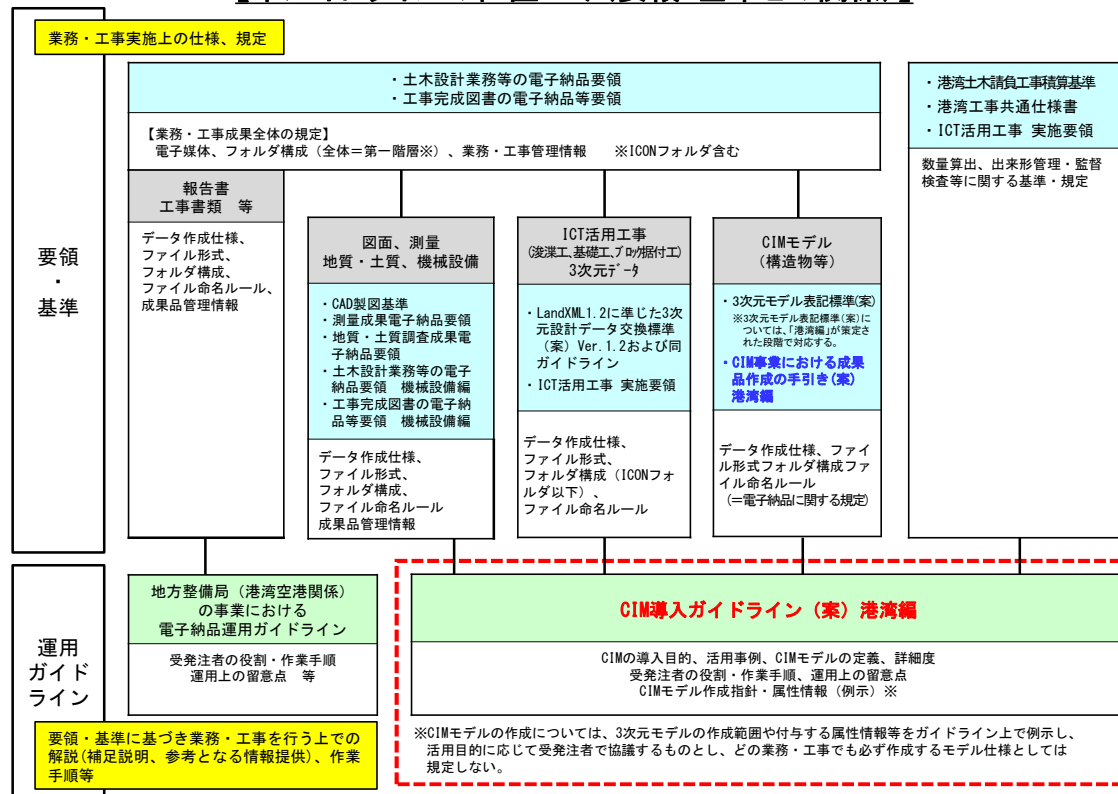 業務・工事実施上の仕様、規定
要領
・
基準
・土木設計業務等の電子納品要領
・工事完成図書の電子納品等要領
【業務・工事成果全体の規定】
電子媒体、フォルダ構成（全体＝第一階層※）、業務・工事管理情報　※ICONフォルダ含む
・港湾土木請負工事積算基準
・港湾工事共通仕様書
・ICT活用工事 実施要領
数量算出、出来形管理・監督
検査等に関する基準・規定
報告書
工事書類　等
データ作成仕様、
ファイル形式、
フォルダ構成、
ファイル命名ルール、
成果品管理情報
図面、測量
地質・土質、機械設備
・CAD製図基準
・測量成果電子納品要領
・地質・土質調査成果電
子納品要領
・土木設計業務等の電子
納品要領　機械設備編
・工事完成図書の電子納
品等要領　機械設備編
データ作成仕様、
ファイル形式、
フォルダ構成、
ファイル命名ルール
成果品管理情報
ICT活用工事
(浚渫工、基礎工、ブロック据付工)
3次元データ
・LandXML1.2に準じた3次
元設計データ交換標準
（案）Ver.1.2および同
ガイドライン
・ICT活用工事 実施要領
データ作成仕様、
ファイル形式、
フォルダ構成（ICONフォ
ルダ以下）、
ファイル命名ルール
CIMモデル
(構造物等)
・3次元モデル表記標準(案)
※3次元モデル表記標準(案)に
ついては、「港湾編」が策定さ
れた段階で対応する。
・CIM事業における成果
品作成の手引き(案)
港湾編
データ作成仕様、ファイ
ル形式フォルダ構成ファ
イル命名ルール
(＝電子納品に関する規定)
運用
ガイド
ライン
地方整備局（港湾空港関係）
の事業における
電子納品運用ガイドライン
受発注者の役割・作業手順
運用上の留意点　等
CIM導入ガイドライン（案）港湾編
CIMの導入目的、活用事例、CIMモデルの定義、詳細度
受発注者の役割・作業手順、運用上の留意点
CIMモデル作成指針・属性情報（例示）※
要領・基準に基づき業務・工事を行う上での
解説(補足説明、参考となる情報提供)、作業
手順等
※CIMモデルの作成については、3次元モデルの作成範囲や付与する属性情報等をガイドライン上で例示し、
活用目的に応じて受発注者で協議するものとし、どの業務・工事でも必ず作成するモデル仕様としては
規定しない。